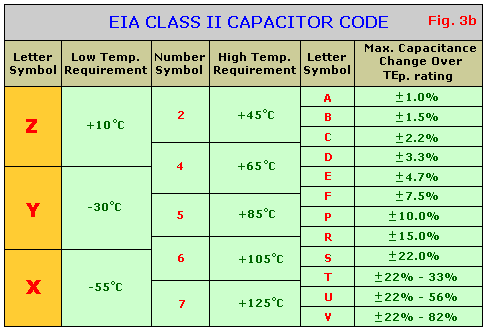 EIA CLASS II CAPACITOR CODE
Fig. 3b
Letter Symbol
Low Temp. Requirement
Number Symbol
High Temp. Requirement
Letter Symbol
Max. Capacitance Change Over TEp. rating
Z
+10°C
Y
-30°C
X
-55°C
2
+45°C
4
+65°C
5
+85°C
6
+105°C
7
+125°C
A ±1.0%
B ±1.5%
C ±2.2%
D ±3.3%
E ±4.7%
F ±7.5%
P ±10.0%
R ±15.0%
S ±22.0%
T ±22% - 33%
U ±22% - 56%
V ±22% - 82%